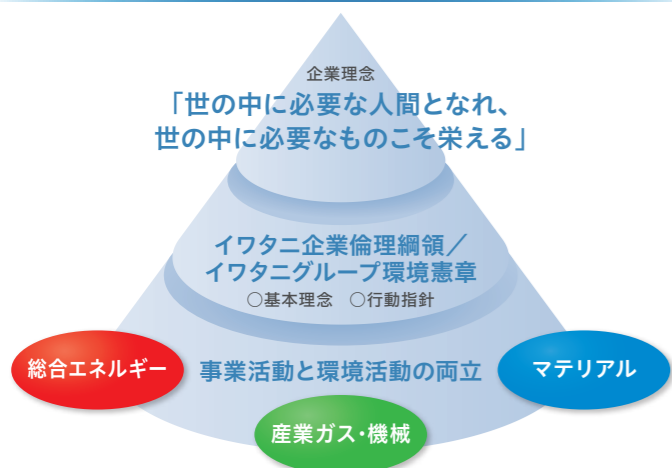 企業理念
「世の中に必要な人間となれ、
世の中に必要なものこそ栄える」
イワタニ企業倫理綱領／
イワタニグループ環境憲章
○基本理念 ○行動指針
総合エネルギー
事業活動と環境活動の両立
マテリアル
産業ガス・機械